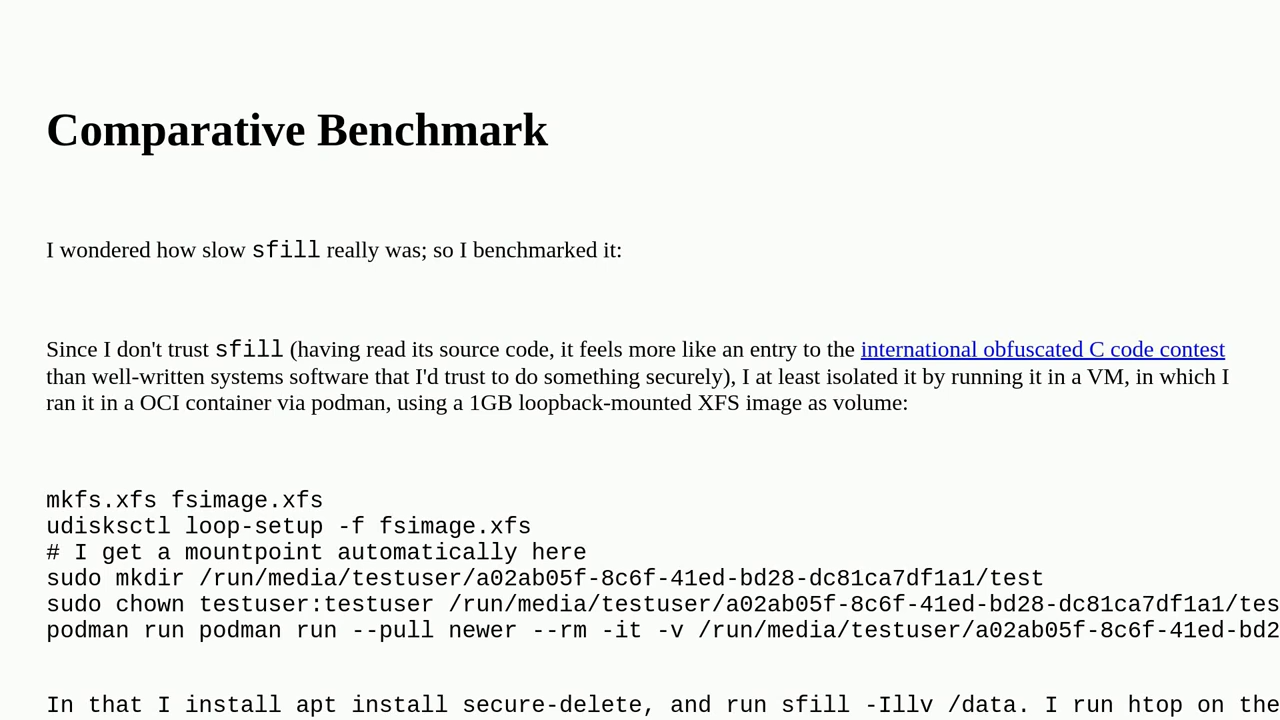 Comparative Benchmark
I wondered how slow sfill really was; so I benchmarked it:
Since I don't trust sfill (having read its source code, it feels more like an entry to the international obfuscated C code contest
than well-written systems software that I'd trust to do something securely), I at least isolated it by running it in a VM, in which I
ran it in a OCI container via podman, using a 1GB loopback-mounted XFS image as volume:
mkfs.xfs fsimage.xfs
udisksctl loop-setup -f fsimage.xfs
# I get a mountpoint automatically here
sudo mkdir /run/media/testuser/a02ab05f-8c6f-41ed-bd28-dc81ca7df1a1/test
sudo chown testuser:testuser /run/media/testuser/a02ab05f-8c6f-41ed-bd28-dc81ca7df1a1/tes
podman run podman run --pull newer --rm -it -v /run/media/testuser/a02ab05f-8c6f-41ed-bd2
In that I install apt install secure-delete, and run sfill -Illv /data. I run htop on the